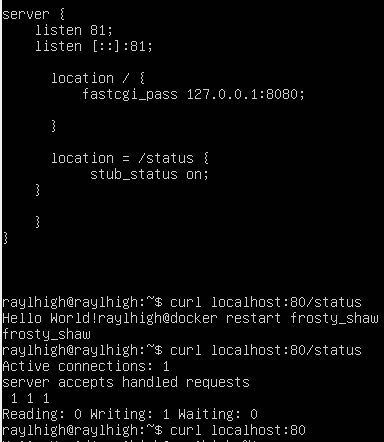 server {
listen 81;
listen [::]:81;
location / {
fastcgi_pass 127.0.0.1:8080;
}
location = /status {
stub_status on;
}
}
}
raylhigh@raylhigh:~$ curl localhost:80/status
Hello World!raylhigh@docker restart frosty_shaw
frosty_shaw
raylhigh@raylhigh:~$ curl localhost:80/status
Active connections: 1
server accepts handled requests
1 1 1
Reading: 0 Writing: 1 Waiting: 0
raylhigh@raylhigh:~$ curl localhost:80